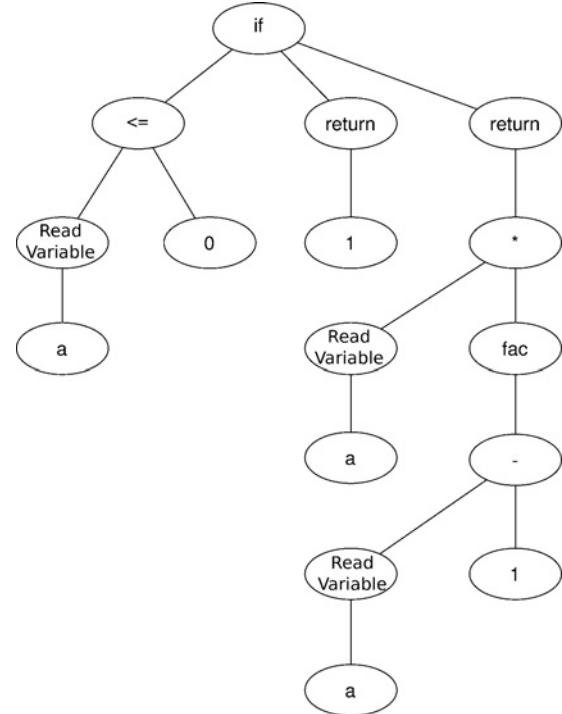 if
<=
return
return
Read
Variable
0
1
*
a
Read
Variable
fac
a
-
Read
Variable
1
a